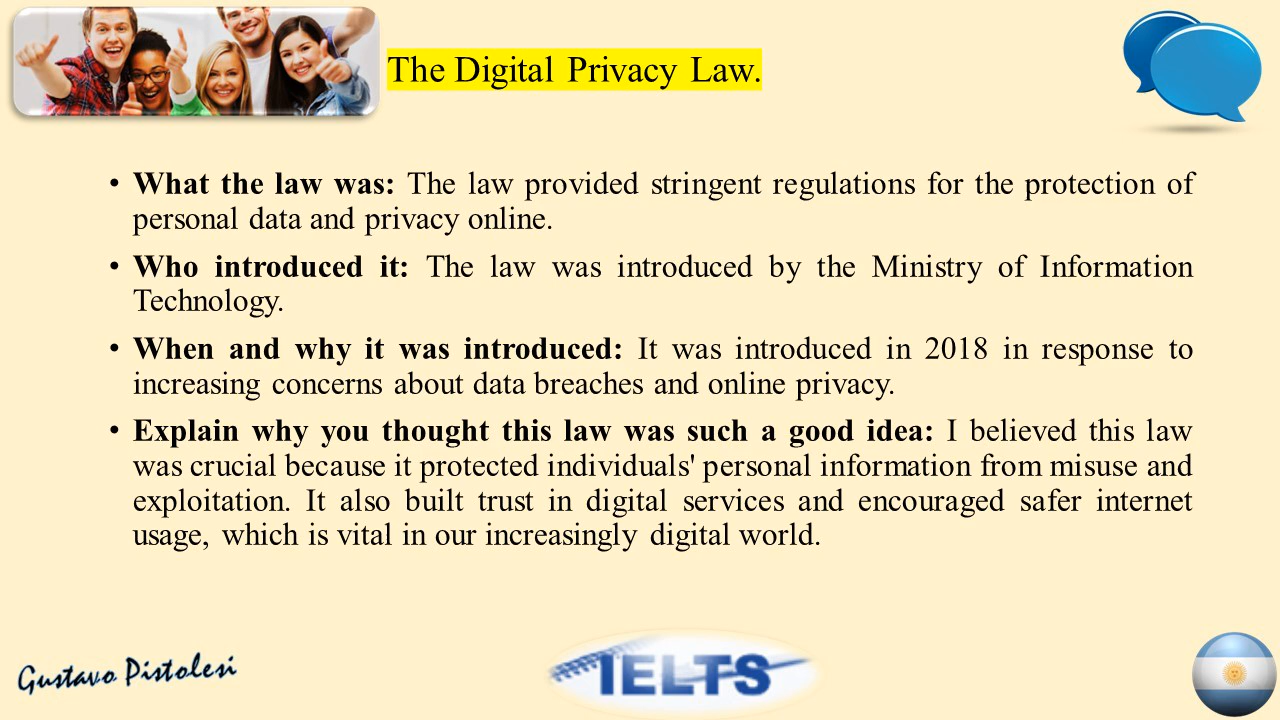 The Digital Privacy Law.
• What the law was: The law provided stringent regulations for the protection of
personal data and privacy online.
• Who introduced it: The law was introduced by the Ministry of Information
Technology.
• When and why it was introduced: It was introduced in 2018 in response to
increasing concerns about data breaches and online privacy.
• Explain why you thought this law was such a good idea: I believed this law
was crucial because it protected individuals' personal information from misuse and
exploitation. It also built trust in digital services and encouraged safer internet
usage, which is vital in our increasingly digital world.
Gustavo Pistolesi
IELTS